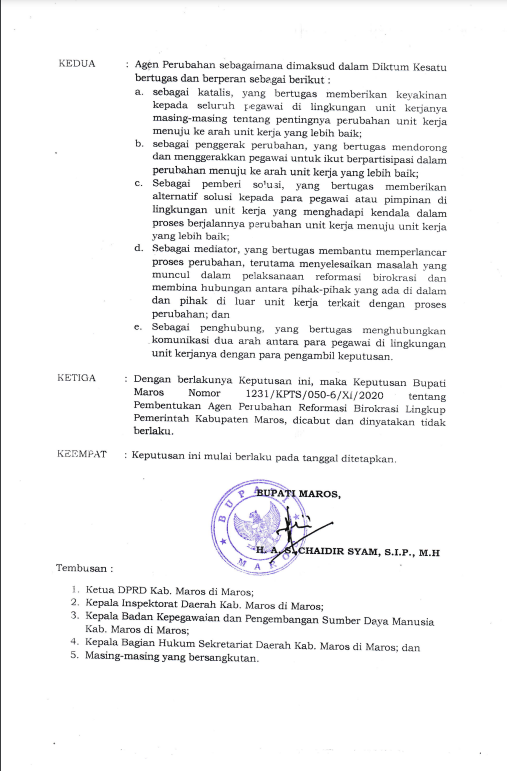 KEDUA : Agen Perubahan sebagaimana dimaksud dalam Diktum Kesatu
bertugas dan berperan sebagai berikut :
a. sebagai katalis, yang bertugas memberikan keyakinan
kepada seluruh pegawai di lingkungan unit kerjanya
masing-masing tentang pentingnya perubahan unit kerja
menuju ke arah unit kerja yang lebih baik;
b. sebagai penggerak perubahan, yang bertugas mendorong
dan menggerakkan pegawai untuk ikut berpartisipasi dalam
perubahan menuju ke arah unit kerja yang lebih baik;
c. Sebagai pemberi solusi, yang bertugas memberikan
alternatif solusi kepada para pegawai atau pimpinan di
lingkungan unit kerja yang menghadapi kendala dalam
proses berjalannya perubahan unit kerja menuju unit kerja
yang lebih baik;
d. Sebagai mediator, yang bertugas membantu memperlancar
proses perubahan, terutama menyelesaikan masalah yang
muncul dalam pelaksanaan reformasi birokrasi dan
membina hubungan antara pihak-pihak yang ada di dalam
dan pihak di luar unit kerja terkait dengan proses
perubahan; dan
e. Sebagai penghubung, yang bertugas menghubungkan
komunikasi dua arah antara para pegawai di lingkungan
unit kerjanya dengan para pengambil keputusan.
KETIGA : Dengan berlakunya Keputusan ini, maka Keputusan Bupati
Maros Nomor 1231/KPTS/050-6/Xi/2020 tentang
Pembentukan Agen Perubahan Reformasi Birokrasi Lingkup
Pemerintah Kabupaten Maros, dicabut dan dinyatakan tidak
berlaku.
KEEMPAT : Keputusan ini mulai berlaku pada tanggal ditetapkan.
BUPATI MAROS,
BUPATI
MAROS
H. A. S. CHAIDIR SYAM, S.I.P., M.H
Tembusan :
1. Ketua DPRD Kab. Maros di Maros;
2. Kepala Inspektorat Daerah Kab. Maros di Maros;
3. Kepala Badan Kepegawaian dan Pengembangan Sumber Daya Manusia
Kab. Maros di Maros;
4. Kepala Bagian Hukum Sekretariat Daerah Kab. Maros di Maros; dan
5. Masing-masing yang bersangkutan.